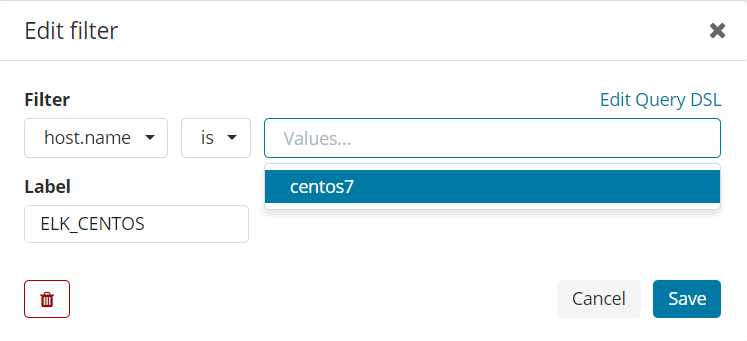 Edit filter
Filter
Edit Query DSL
host.name is Values...
centos7
Label
ELK_CENTOS
Cancel Save